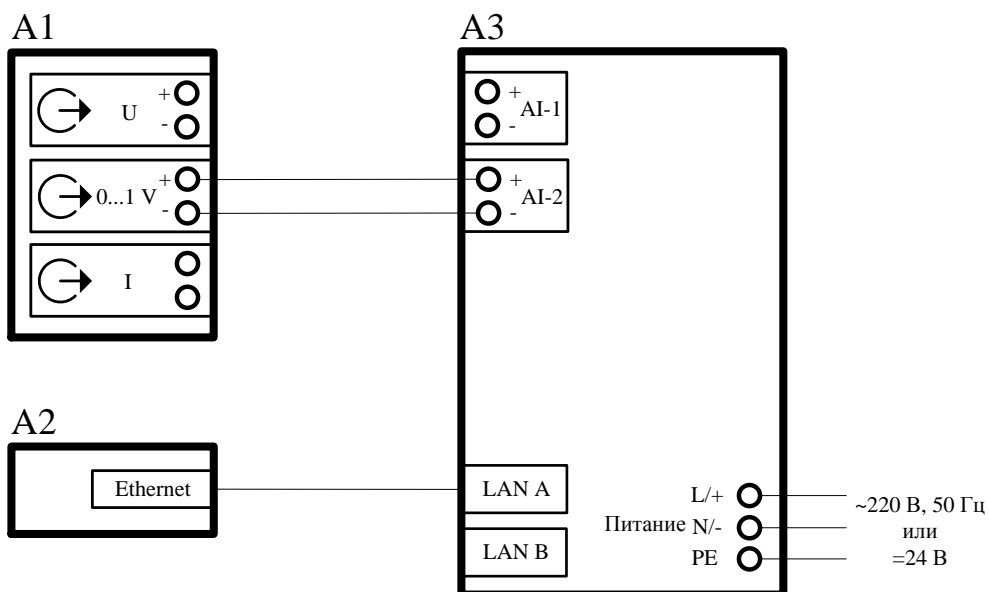 A1
+
U
-
+
0...1 V
-
I
A2
Ethernet
A3
+
AI-1
-
+
AI-2
-
LAN A
LAN B
L/+
Питание N/-
PE
~220 В, 50 Гц
или
=24 В